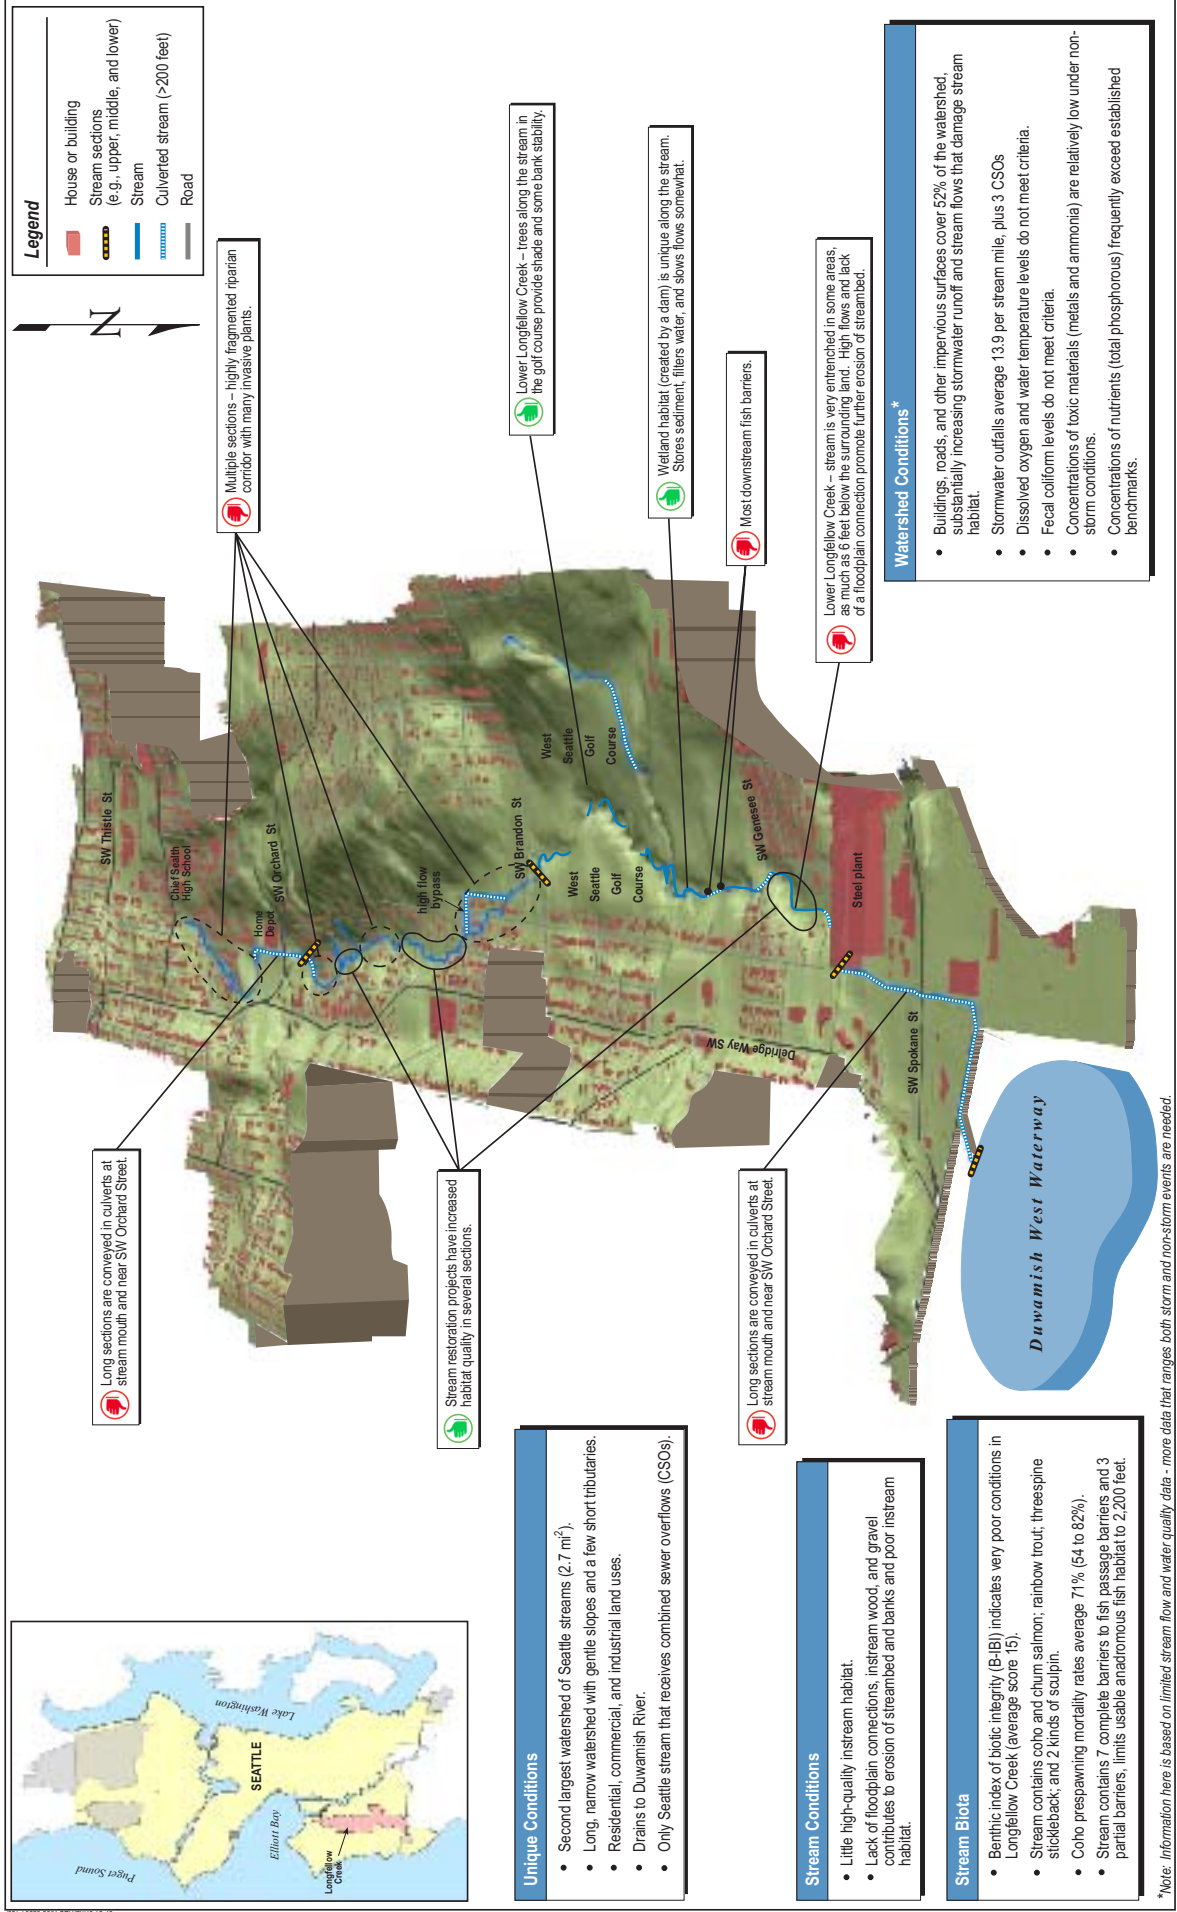 Puget Sound
Lake Washington
SEATTLE
Elliott Bay
Longfellow
Creek
Long sections are conveyed in culverts at
stream mouth and near SW Orchard Street.
Multiple sections – highly fragmented riparian
corridor with many invasive plants.
N
Legend
House or building
Stream sections
(e.g., upper, middle, and lower)
Stream
Culverted stream (>200 feet)
Road
SW Thistle St
Chief Sealth
High School
Home
Depot
SW Orchard St
high flow
bypass
SW Brandon St
West
Seattle
Golf
Course
West
Seattle
Golf
Course
SW Genesee St
Steel plant
Delridge Way SW
SW Spokane St
Duwamish West Waterway
Stream restoration projects have increased
habitat quality in several sections.
Lower Longfellow Creek – trees along the stream in
the golf course provide shade and some bank stability.
Wetland habitat (created by a dam) is unique along the stream.
Stores sediment, filters water, and slows flows somewhat.
Most downstream fish barriers.
Long sections are conveyed in culverts at
stream mouth and near SW Orchard Street.
Lower Longfellow Creek – stream is very entrenched in some areas,
as much as 6 feet below the surrounding land. High flows and lack
of a floodplain connection promote further erosion of streambed.
Unique Conditions
• Second largest watershed of Seattle streams (2.7 mi²).
• Long, narrow watershed with gentle slopes and a few short tributaries.
• Residential, commercial, and industrial land uses.
• Drains to Duwamish River.
• Only Seattle stream that receives combined sewer overflows (CSOs).
Stream Conditions
• Little high-quality instream habitat.
• Lack of floodplain connections, instream wood, and gravel
contributes to erosion of streambed and banks and poor instream
habitat.
Stream Biota
• Benthic index of biotic integrity (B-IBI) indicates very poor conditions in
Longfellow Creek (average score 15).
• Stream contains coho and chum salmon; rainbow trout; threespine
stickleback; and 2 kinds of sculpin.
• Coho prespawning mortality rates average 71% (54 to 82%).
• Stream contains 7 complete barriers to fish passage barriers and 3
partial barriers, limits usable anadromous fish habitat to 2,200 feet.
Watershed Conditions*
• Buildings, roads, and other impervious surfaces cover 52% of the watershed,
substantially increasing stormwater runoff and stream flows that damage stream
habitat.
• Stormwater outfalls average 13.9 per stream mile, plus 3 CSOs
• Dissolved oxygen and water temperature levels do not meet criteria.
• Fecal coliform levels do not meet criteria.
• Concentrations of toxic materials (metals and ammonia) are relatively low under non-
storm conditions.
• Concentrations of nutrients (total phosphorous) frequently exceed established
benchmarks.
*Note: Information here is based on limited stream flow and water quality data - more data that ranges both storm and non-storm events are needed.